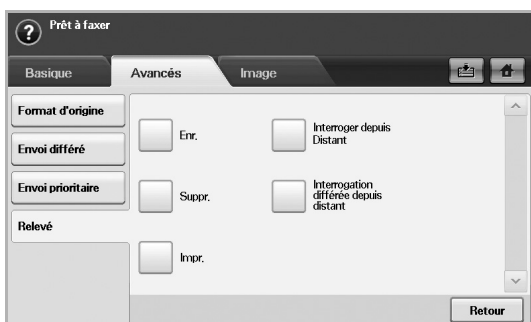 Prêt à faxer
Basique
Avancés
Image
Format d'origine
Envoi différé
Envoi prioritaire
Relevé
Enr.
Interroger depuis
Distant
Suppr.
Interrogation
différée depuis
distant
Impr.
Retour